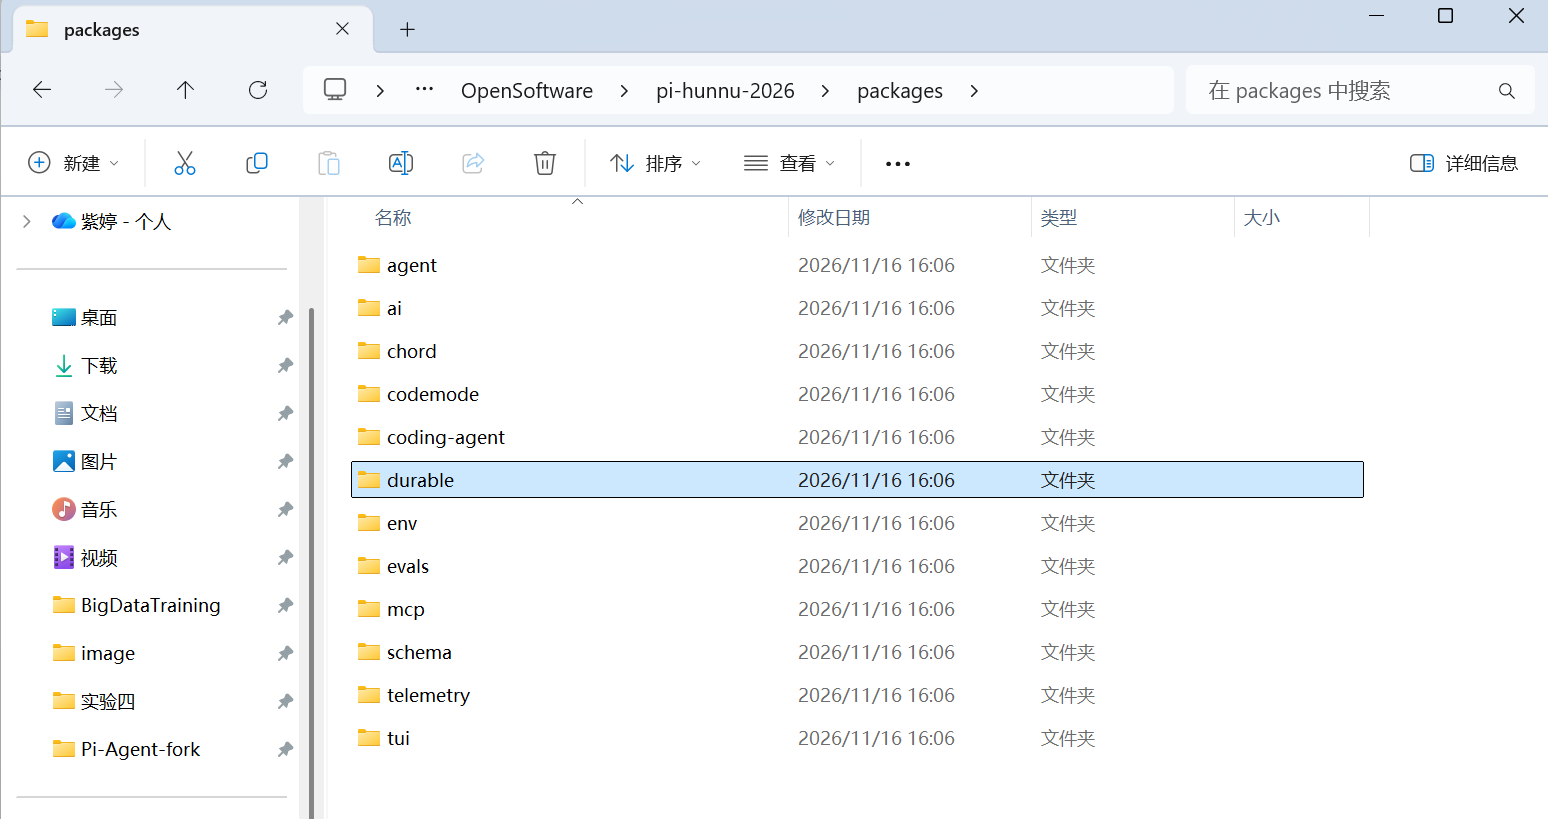 packages
OpenSoftware pi-hunnu-2026 packages
在 packages 中搜索
新建 排序 查看 详细信息
紫婷 - 个人
桌面
下载
文档
图片
音乐
视频
BigDataTraining
image
实验四
Pi-Agent-fork
名称 修改日期 类型 大小
agent 2026/11/16 16:06 文件夹
ai 2026/11/16 16:06 文件夹
chord 2026/11/16 16:06 文件夹
codemode 2026/11/16 16:06 文件夹
coding-agent 2026/11/16 16:06 文件夹
durable 2026/11/16 16:06 文件夹
env 2026/11/16 16:06 文件夹
evals 2026/11/16 16:06 文件夹
mcp 2026/11/16 16:06 文件夹
schema 2026/11/16 16:06 文件夹
telemetry 2026/11/16 16:06 文件夹
tui 2026/11/16 16:06 文件夹